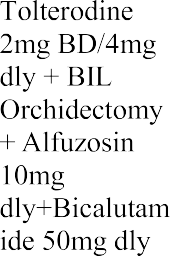 Tolterodine
2mg BD/4mg
dly + BIL
Orchidectomy
+ Alfuzosin
10mg
dly+Bicalutam
ide 50mg dly